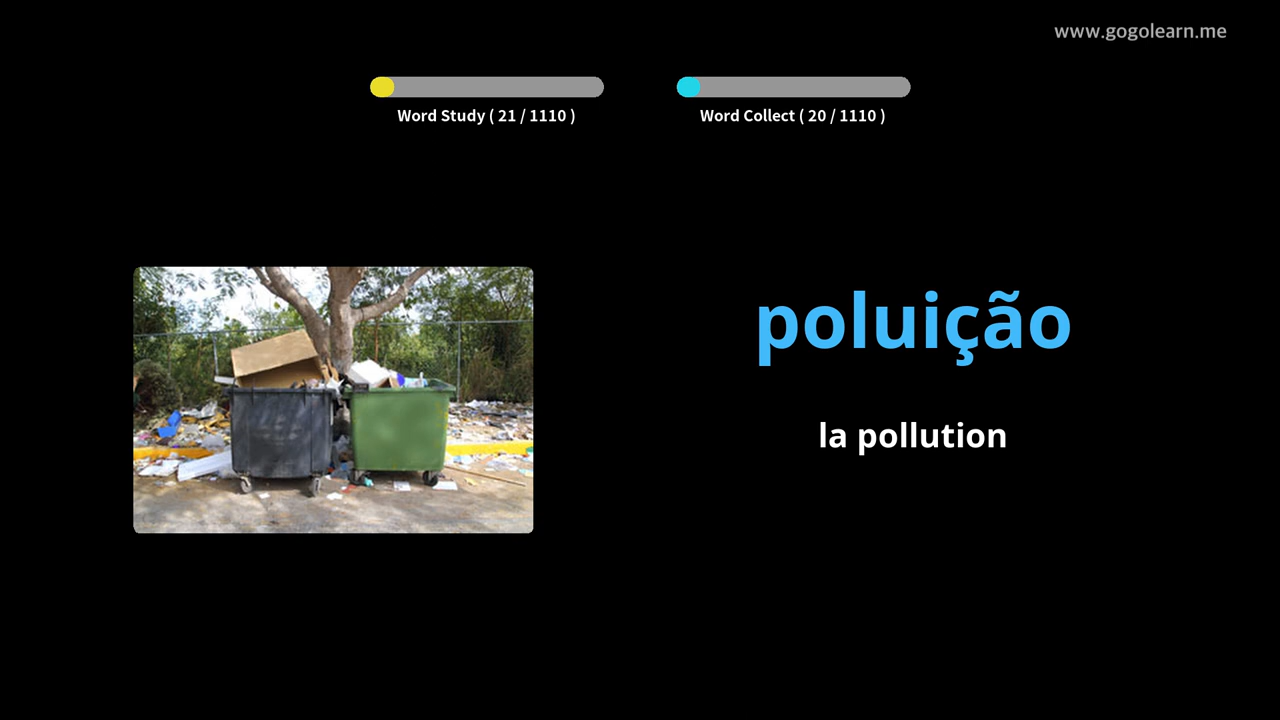 www.gogolearn.me
Word Study ( 21 / 1110 )
Word Collect ( 20 / 1110 )
poluição
la pollution